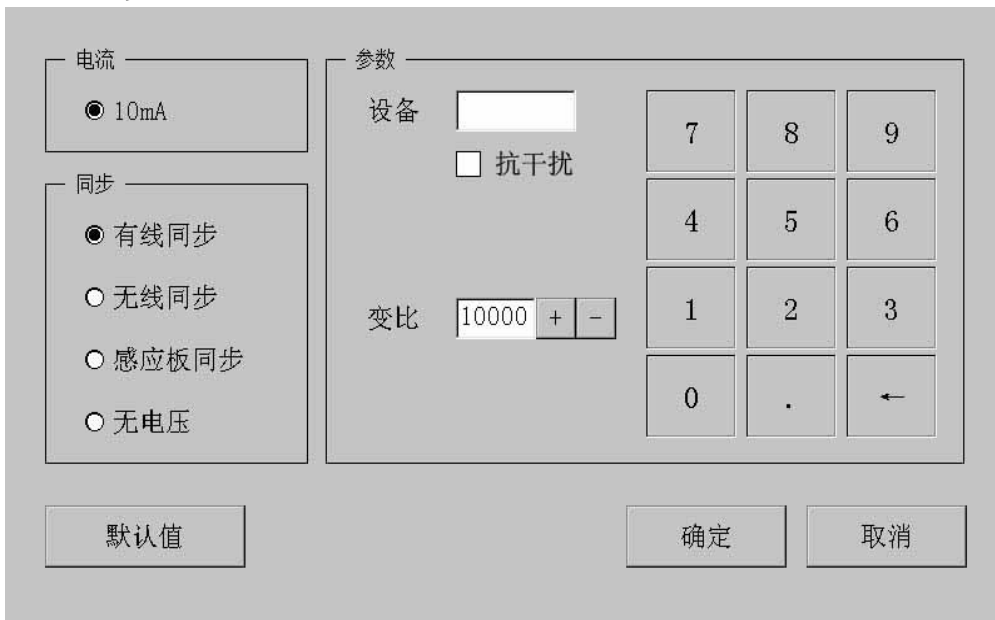 电流
10mA
同步
有线同步
无线同步
感应板同步
无电压
参数
设备
抗干扰
变比 10000 + -
7 8 9
4 5 6
1 2 3
0 . ←
默认值 确定 取消